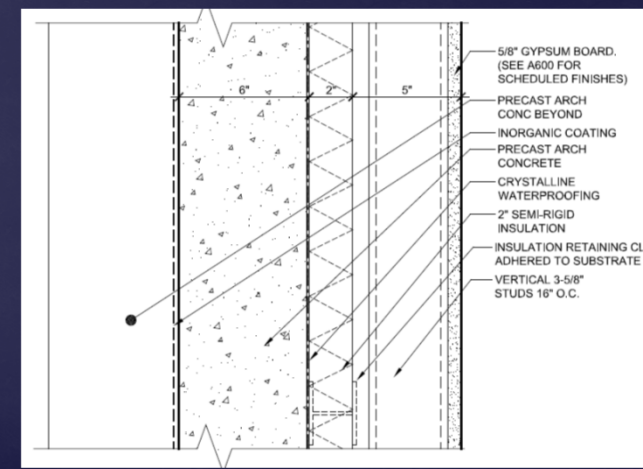 5/8" GYPSUM BOARD.
(SEE A600 FOR
SCHEDULED FINISHES)
6"
2"
5"
PRECAST ARCH
CONC BEYOND
INORGANIC COATING
PRECAST ARCH
CONCRETE
CRYSTALLINE
WATERPROOFING
2" SEMI-RIGID
INSULATION
INSULATION RETAINING CL
ADHERED TO SUBSTRATE
VERTICAL 3-5/8"
STUDS 16" O.C.